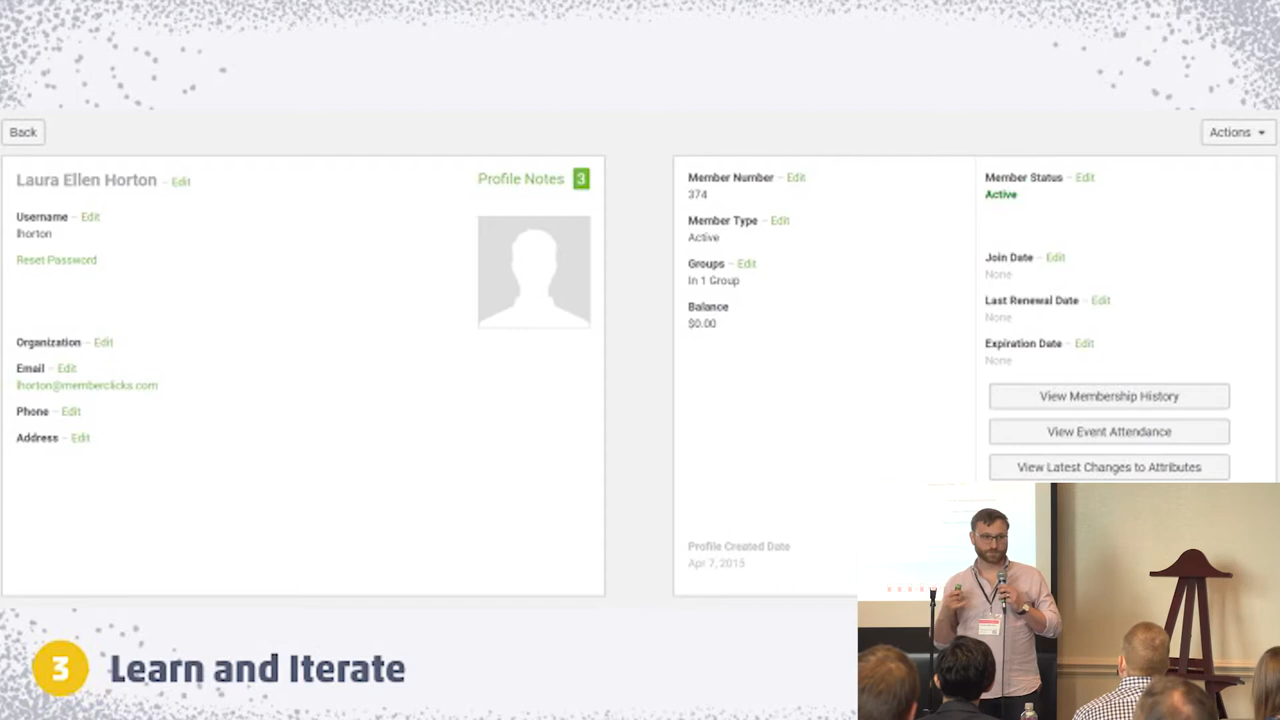 Back
Actions
Laura Ellen Horton – Edit
Profile Notes 3
Username – Edit
lhorton
Reset Password
Organization – Edit
Email – Edit
lhorton@memberclicks.com
Phone – Edit
Address – Edit
Member Number – Edit
374
Member Type – Edit
Active
Groups – Edit
In 1 Group
Balance
$0.00
Profile Created Date
Apr 7, 2015
Member Status – Edit
Active
Join Date – Edit
None
Last Renewal Date – Edit
None
Expiration Date – Edit
None
View Membership History
View Event Attendance
View Latest Changes to Attributes
3 Learn and Iterate